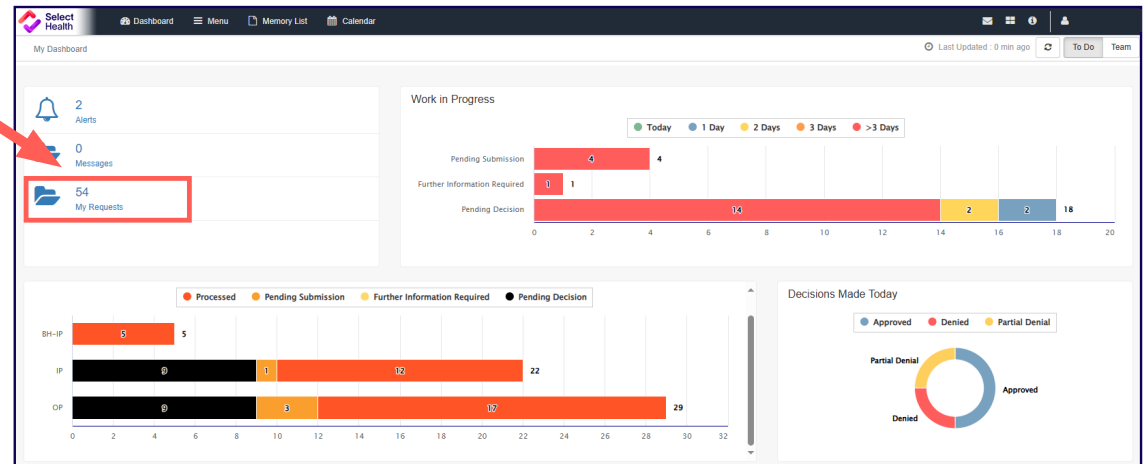 Select Health
Dashboard Menu Memory List Calendar
My Dashboard
Last Updated : 0 min ago To Do Team
2
Alerts
0
Messages
54
My Requests
Work in Progress
Today 1 Day 2 Days 3 Days >3 Days
Pending Submission 4 4
Further Information Required 1 1
Pending Decision 14 2 2 18
0 2 4 6 8 10 12 14 16 18 20
Processed Pending Submission Further Information Required Pending Decision
BH-IP 5 5
IP 9 1 12 22
OP 9 3 17 29
0 2 4 6 8 10 12 14 16 18 20 22 24 26 28 30 32
Decisions Made Today
Approved Denied Partial Denial
Partial Denial
Approved
Denied